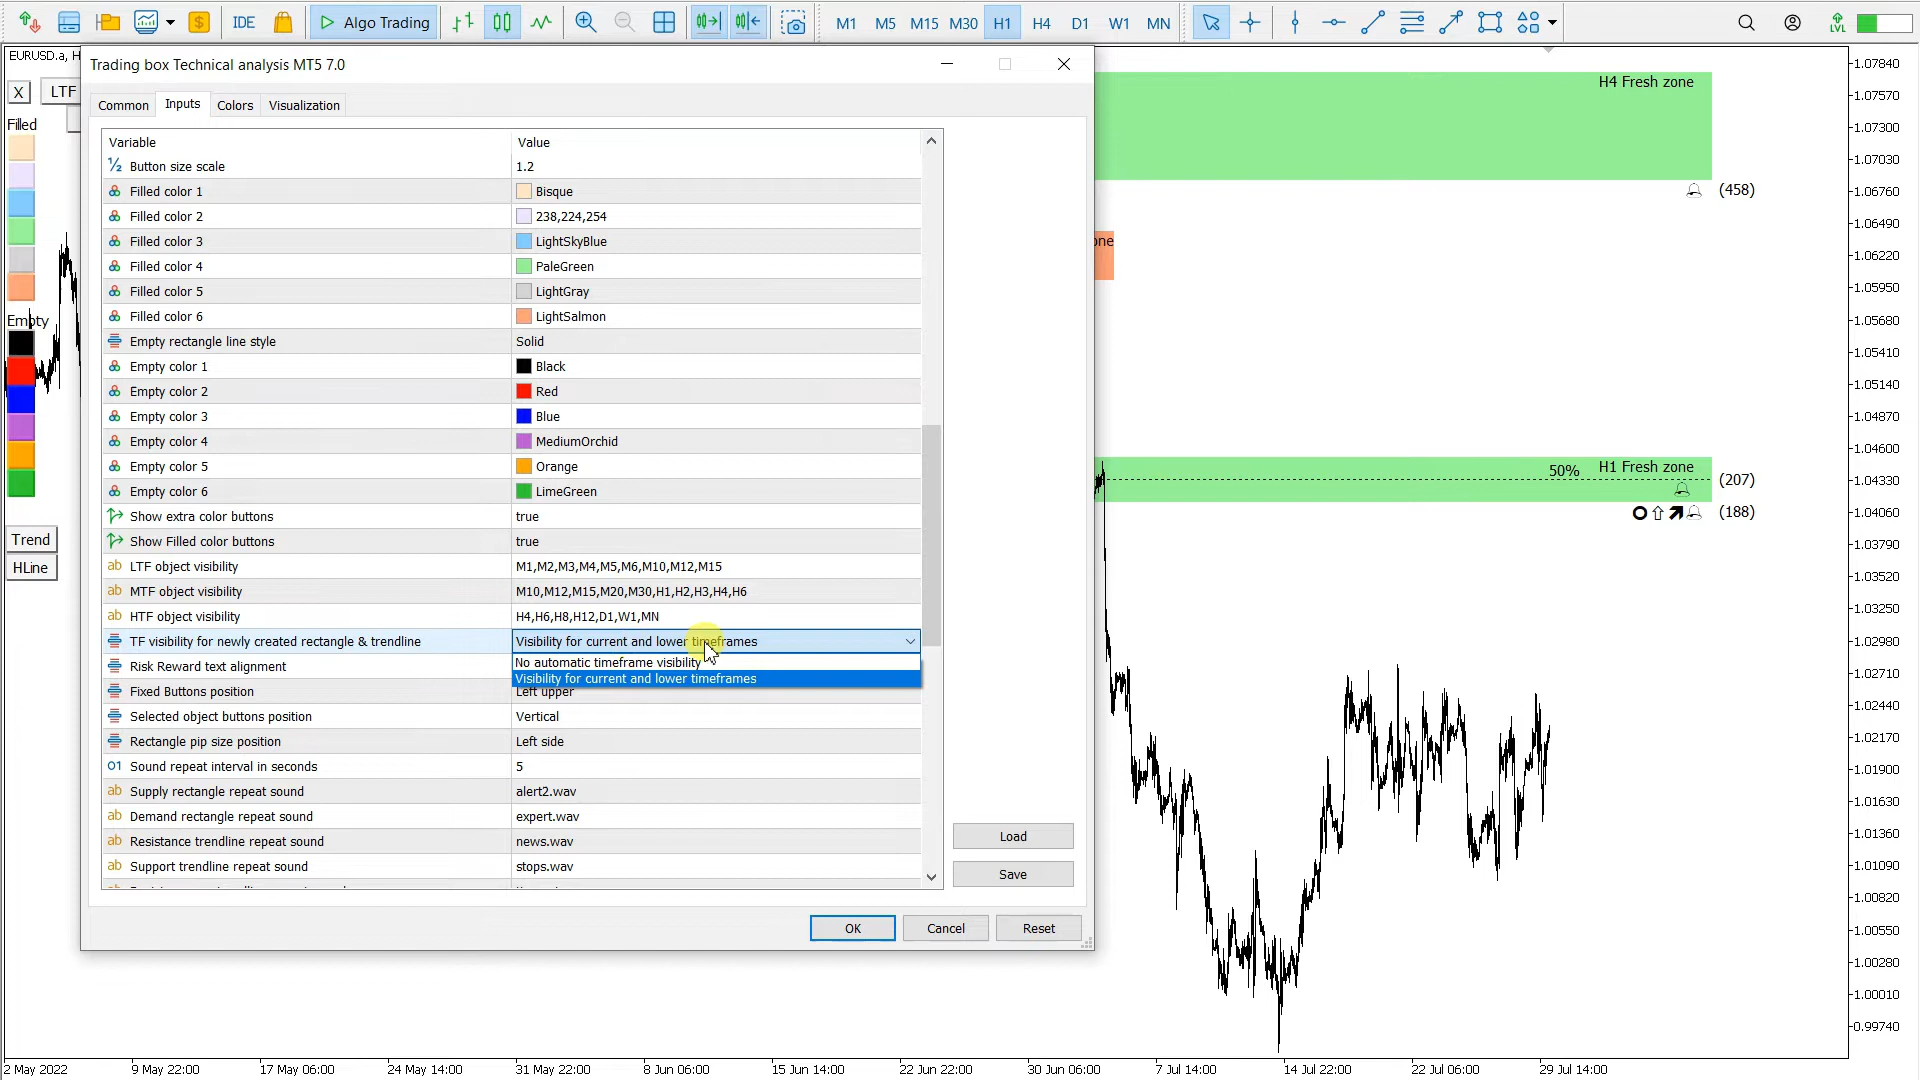 IDE
Algo Trading
M1 M5 M15 M30 H1 H4 D1 W1 MN
LVL
EURUSD.a, H
Trading box Technical analysis MT5 7.0
X
LTF
Common
Inputs
Colors
Visualization
Filled
Empty
Trend
HLine
Variable Value
Button size scale 1.2
Filled color 1 Bisque
Filled color 2 238,224,254
Filled color 3 LightSkyBlue
Filled color 4 PaleGreen
Filled color 5 LightGray
Filled color 6 LightSalmon
Empty rectangle line style Solid
Empty color 1 Black
Empty color 2 Red
Empty color 3 Blue
Empty color 4 MediumOrchid
Empty color 5 Orange
Empty color 6 LimeGreen
Show extra color buttons true
Show Filled color buttons true
LTF object visibility M1,M2,M3,M4,M5,M6,M10,M12,M15
MTF object visibility M10,M12,M15,M20,M30,H1,H2,H3,H4,H6
HTF object visibility H4,H6,H8,H12,D1,W1,MN
TF visibility for newly created rectangle & trendline Visibility for current and lower timeframes
No automatic timeframe visibility
Visibility for current and lower timeframes
Risk Reward text alignment
Fixed Buttons position Left upper
Selected object buttons position Vertical
Rectangle pip size position Left side
Sound repeat interval in seconds 5
Supply rectangle repeat sound alert2.wav
Demand rectangle repeat sound expert.wav
Resistance trendline repeat sound news.wav
Support trendline repeat sound stops.wav
Load
Save
OK
Cancel
Reset
H4 Fresh zone
(458)
one
50% H1 Fresh zone
(207)
(188)
1.07840
1.07570
1.07300
1.07030
1.06760
1.06490
1.06220
1.05950
1.05680
1.05410
1.05140
1.04870
1.04600
1.04330
1.04060
1.03790
1.03520
1.03250
1.02980
1.02710
1.02440
1.02170
1.01900
1.01630
1.01360
1.01090
1.00820
1.00550
1.00280
1.00010
0.99740
2 May 2022 9 May 22:00 17 May 06:00 24 May 14:00 31 May 22:00 8 Jun 06:00 15 Jun 14:00 22 Jun 22:00 30 Jun 06:00 7 Jul 14:00 14 Jul 22:00 22 Jul 06:00 29 Jul 14:00